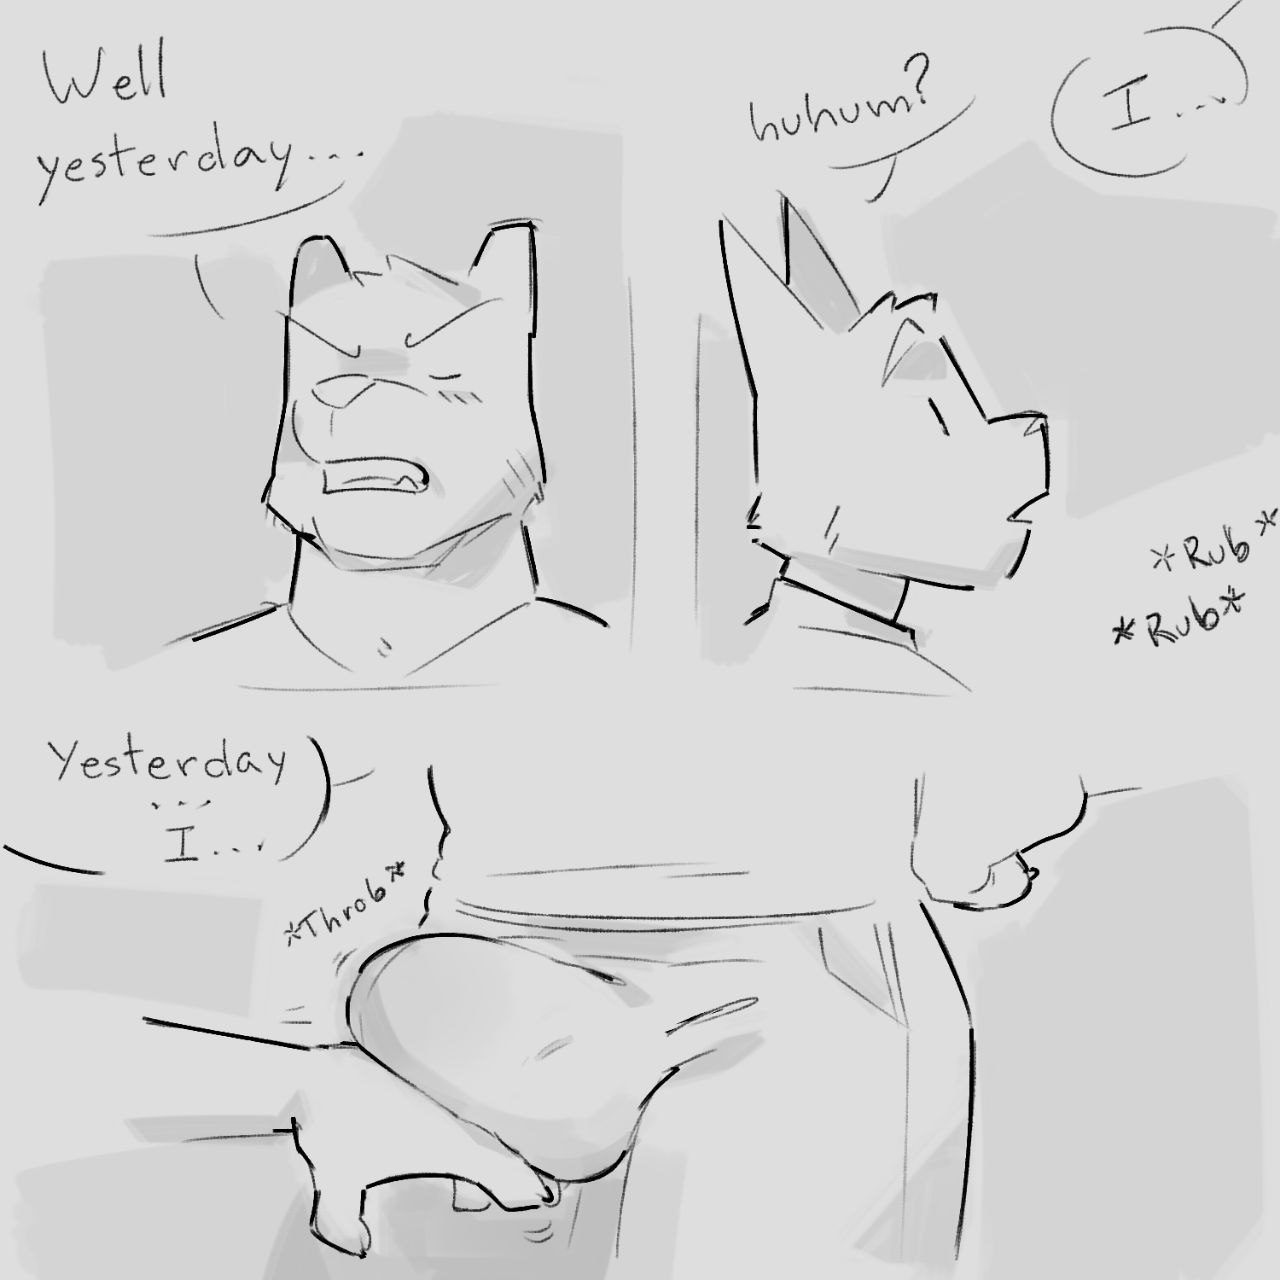 Well
yesterday...
huhum?
I...
*Rub*
*Rub*
Yesterday
...
I...
*Throb*